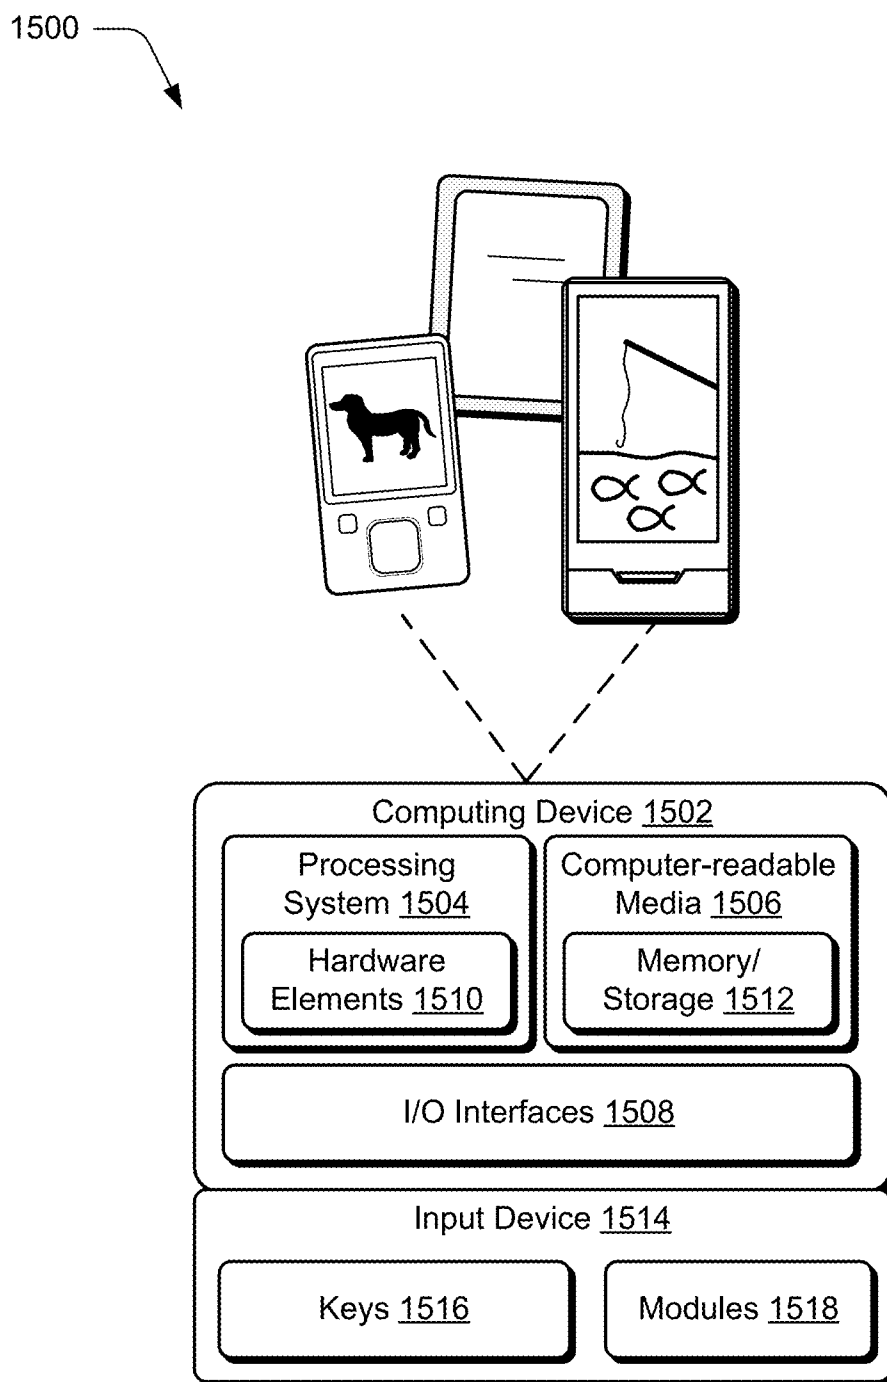 1500
Computing Device 1502
Processing
System 1504
Computer-readable
Media 1506
Hardware
Elements 1510
Memory/
Storage 1512
I/O Interfaces 1508
Input Device 1514
Keys 1516
Modules 1518